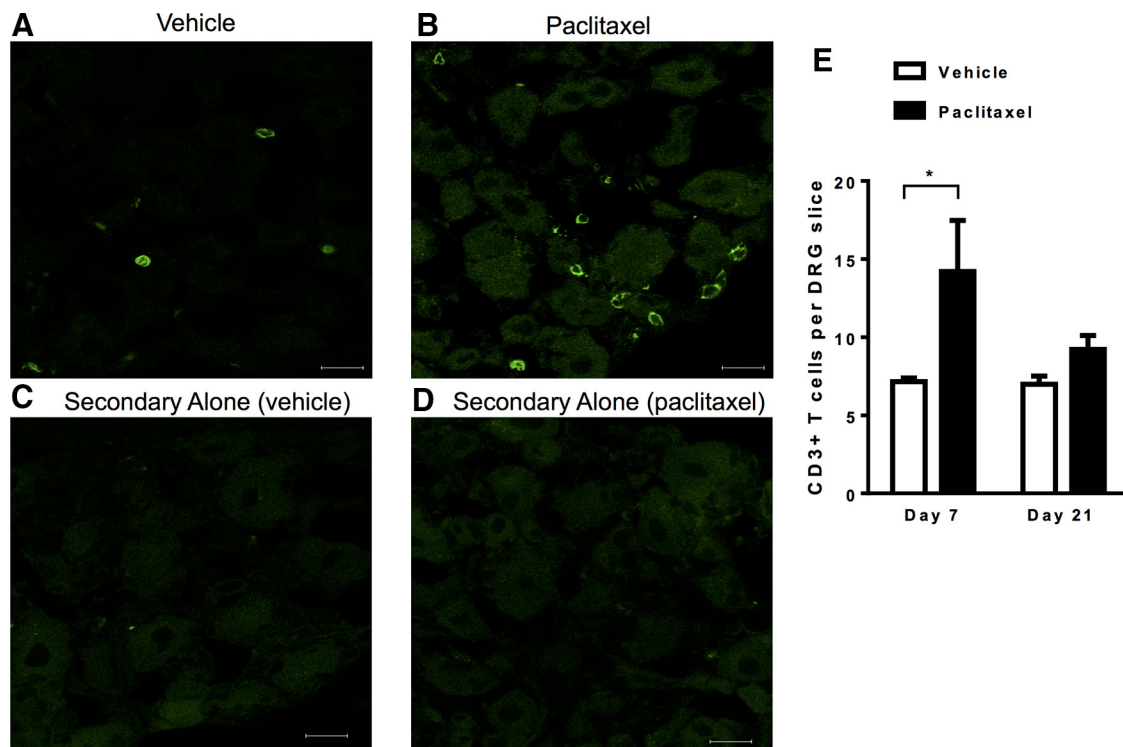 A
Vehicle
B
Paclitaxel
C
Secondary Alone (vehicle)
D
Secondary Alone (paclitaxel)
E
Vehicle
Paclitaxel
CD3+ T cells per DRG slice
20
15
10
5
0
*
Day 7
Day 21